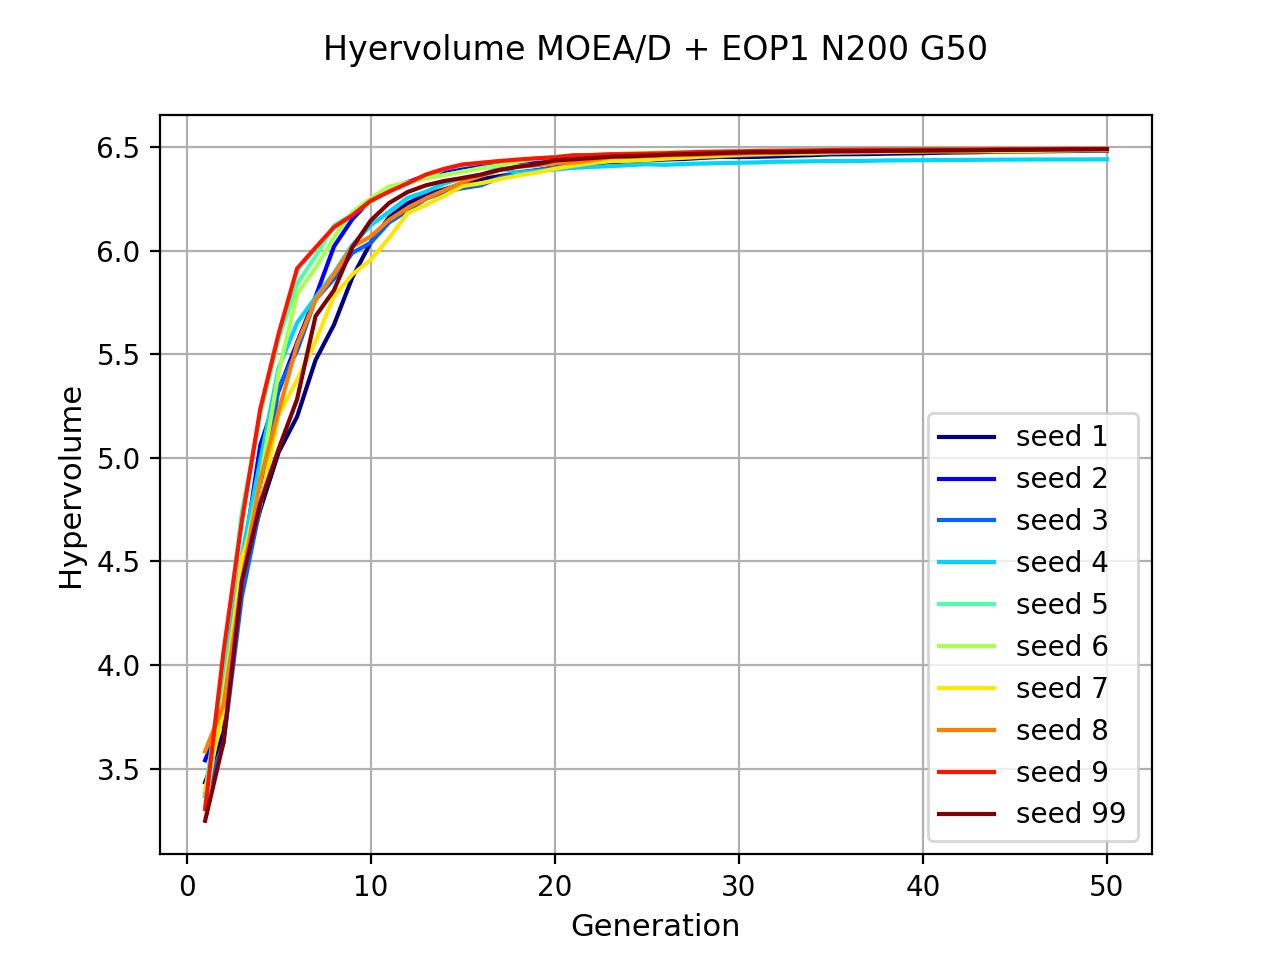 Hyervolume MOEA/D + EOP1 N200 G50
Hypervolume
6.5
6.0
5.5
5.0
4.5
4.0
3.5
seed 1
seed 2
seed 3
seed 4
seed 5
seed 6
seed 7
seed 8
seed 9
seed 99
0 10 20 30 40 50
Generation